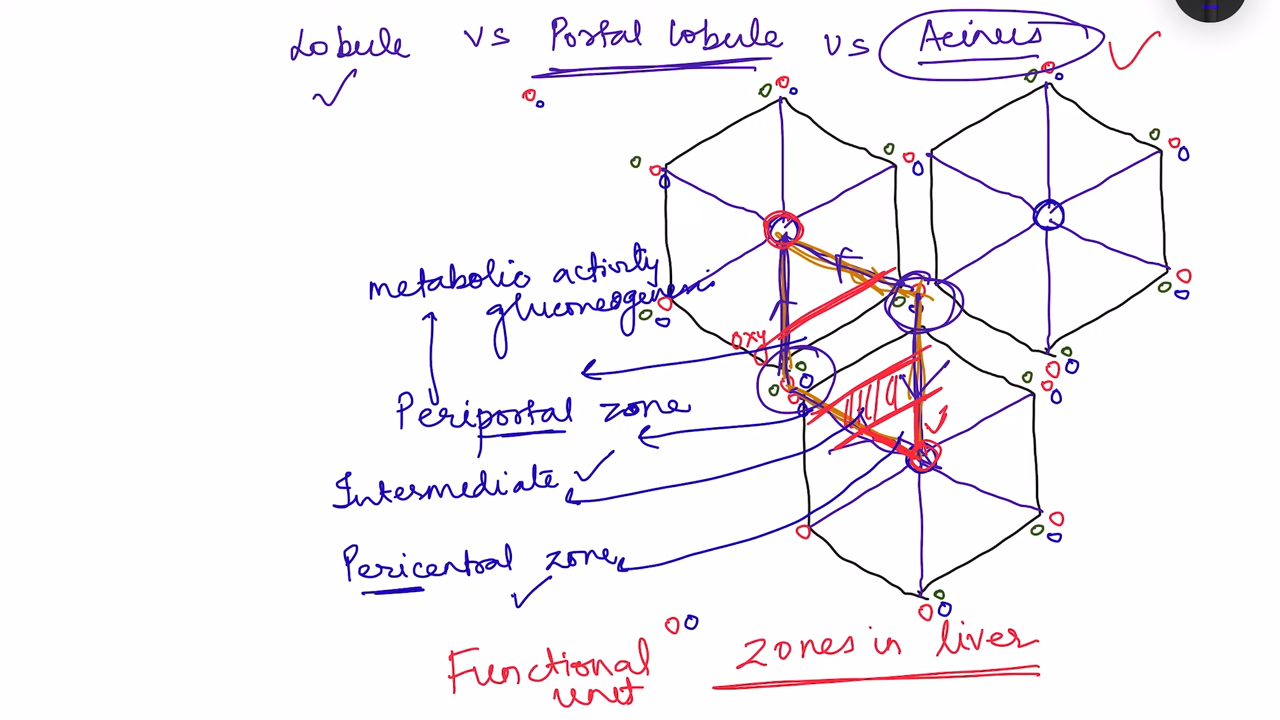 Lobule vs Portal lobule vs Acinus
metabolic activity
gluconeogenesis
oxy
Periportal zone
Intermediate
Pericentral zone
Functional
unit
Zones in liver